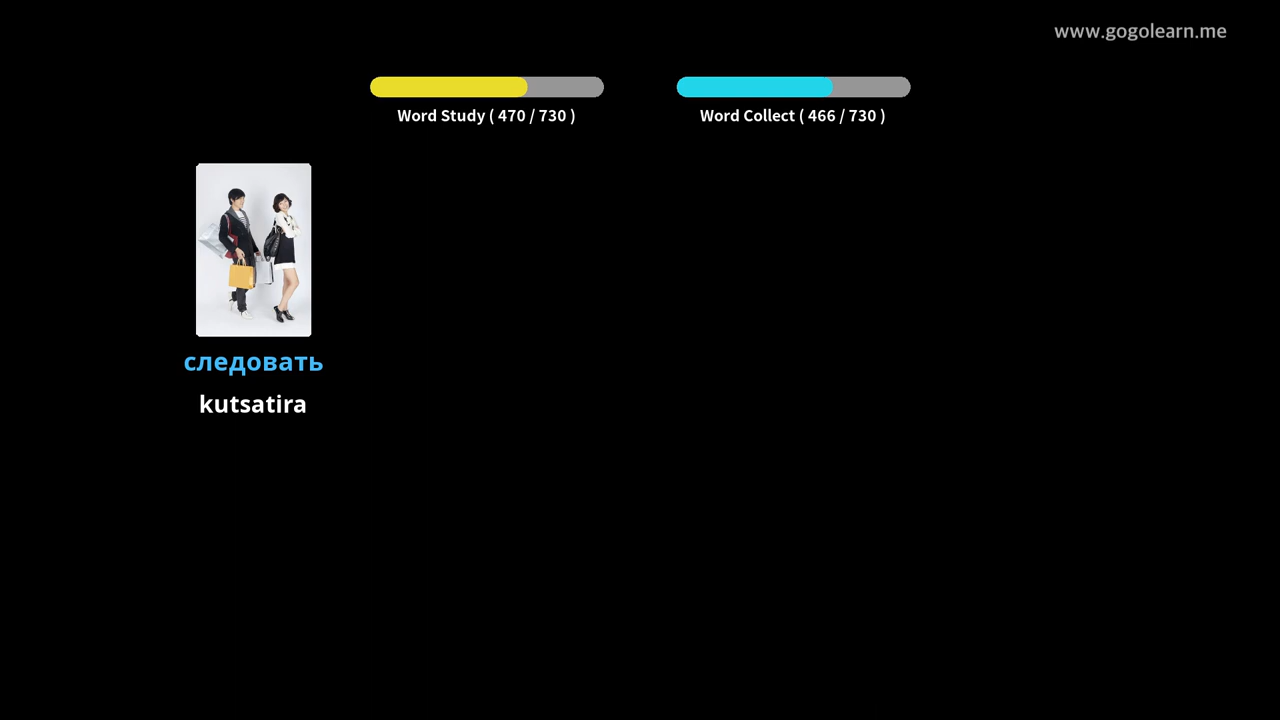 www.gogolearn.me
Word Study ( 470 / 730 )
Word Collect ( 466 / 730 )
следовать
kutsatira